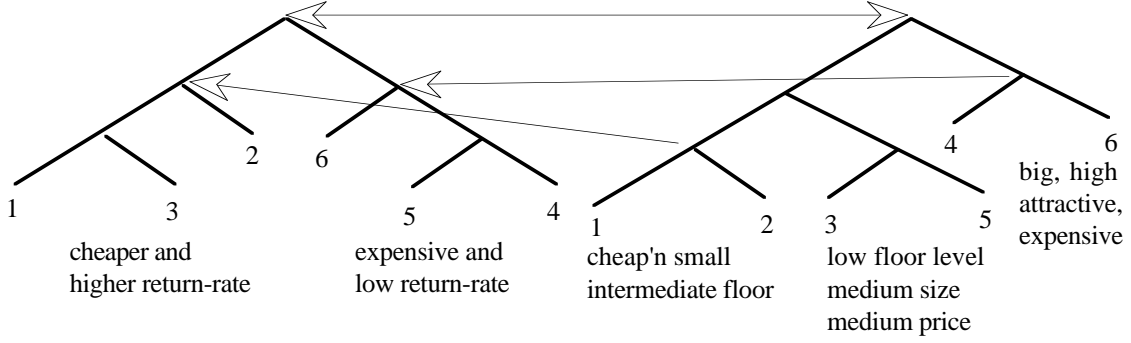 2
6
4
6
1
3
5
4
1
2
3
5
cheaper and
higher return-rate
expensive and
low return-rate
cheap'n small
intermediate floor
low floor level
medium size
medium price
big, high
attractive,
expensive